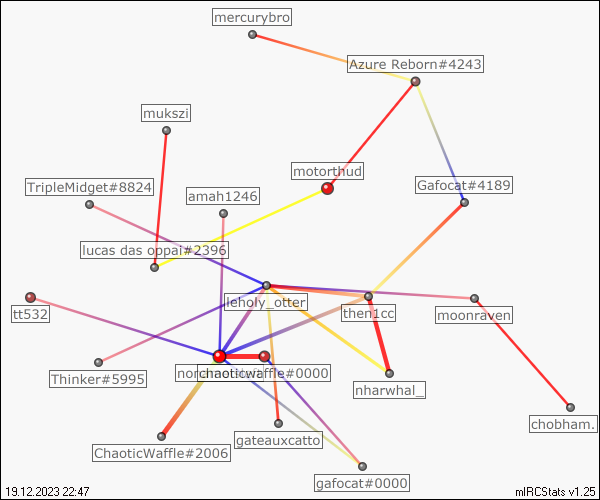 mercurybro
Azure Reborn#4243
mukszi
motorthud
TripleMidget#8824
Gafocat#4189
amah1246
lucas das oppai#2396
leholy_otter
tt532
then1cc
moonraven
chaoticwaffle#0000
Thinker#5995
nharwhal_
chobham.
gateauxcatto
ChaoticWaffle#2006
gafocat#0000
19.12.2023 22:47
mIRCStats v1.25